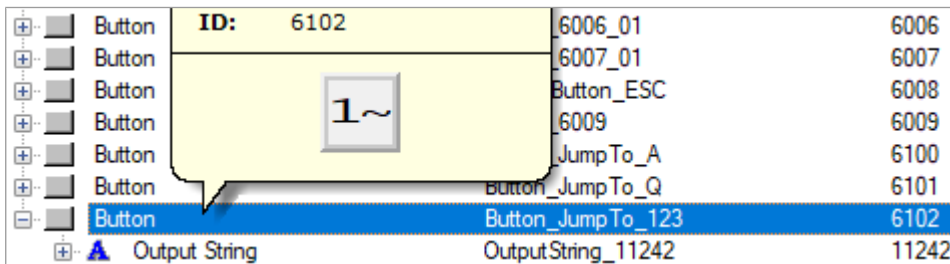 Button ID: 6102 _6006_01 6006
Button _6007_01 6007
Button Button_ESC 6008
Button 1~ _6009 6009
Button _JumpTo_A 6100
Button Button_JumpTo_Q 6101
Button Button_JumpTo_123 6102
A Output String OutputString_11242 11242